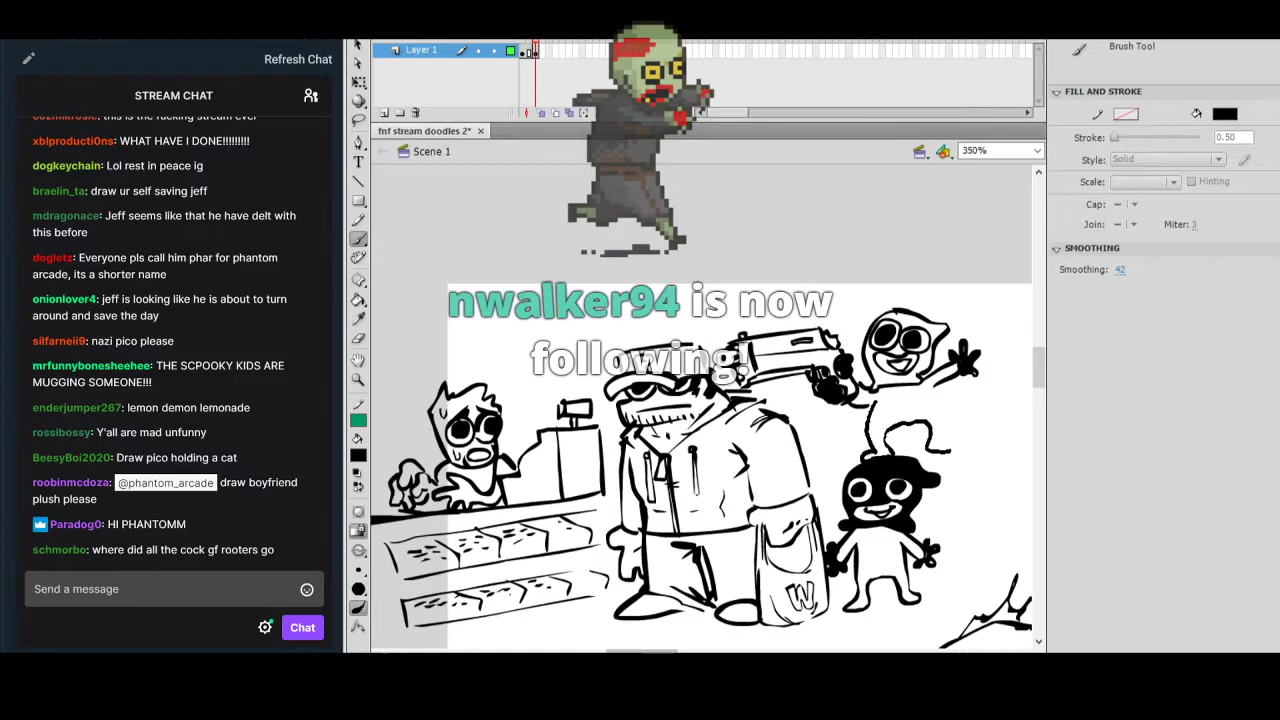 Refresh Chat
STREAM CHAT
this is the fucking stream ever
xblproducti0ns: WHAT HAVE I DONE!!!!!!!!!
dogkeychain: Lol rest in peace ig
braelin_ta: draw ur self saving jeff
mdragonace: Jeff seems like that he have delt with
this before
dogletz: Everyone pls call him phar for phantom
arcade, its a shorter name
onionlover4: jeff is looking like he is about to turn
around and save the day
silfarneii9: nazi pico please
mrfunnybonesheehee: THE SCPOOKY KIDS ARE
MUGGING SOMEONE!!!
enderjumper267: lemon demon lemonade
rossibossy: Y'all are mad unfunny
BeesyBoi2020: Draw pico holding a cat
roobinmcdoza: @phantom_arcade draw boyfriend
plush please
Paradog0: HI PHANTOMM
schmorbo: where did all the cock gf rooters go
Send a message
Chat
Layer 1
fnf stream doodles 2*
Scene 1
350%
nwalker94 is now
following!
W
Brush Tool
FILL AND STROKE
Stroke: 0.50
Style: Solid
Scale: Hinting
Cap:
Join: Miter: 3
SMOOTHING
Smoothing: 42